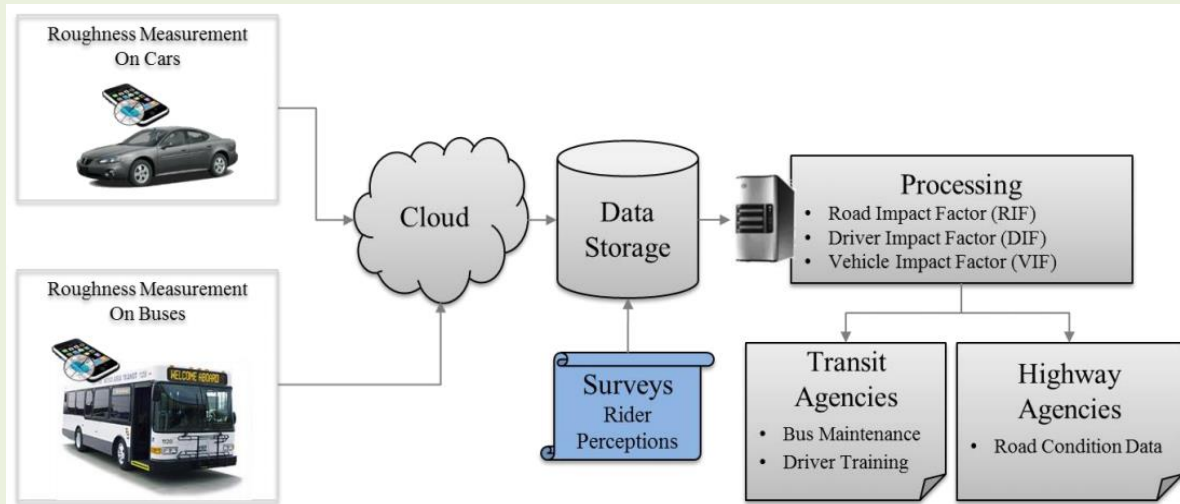 Roughness Measurement
On Cars
Roughness Measurement
On Buses
WELCOME ABOARD
Cloud
Data
Storage
Surveys
Rider
Perceptions
Processing
• Road Impact Factor (RIF)
• Driver Impact Factor (DIF)
• Vehicle Impact Factor (VIF)
Transit
Agencies
• Bus Maintenance
• Driver Training
Highway
Agencies
• Road Condition Data